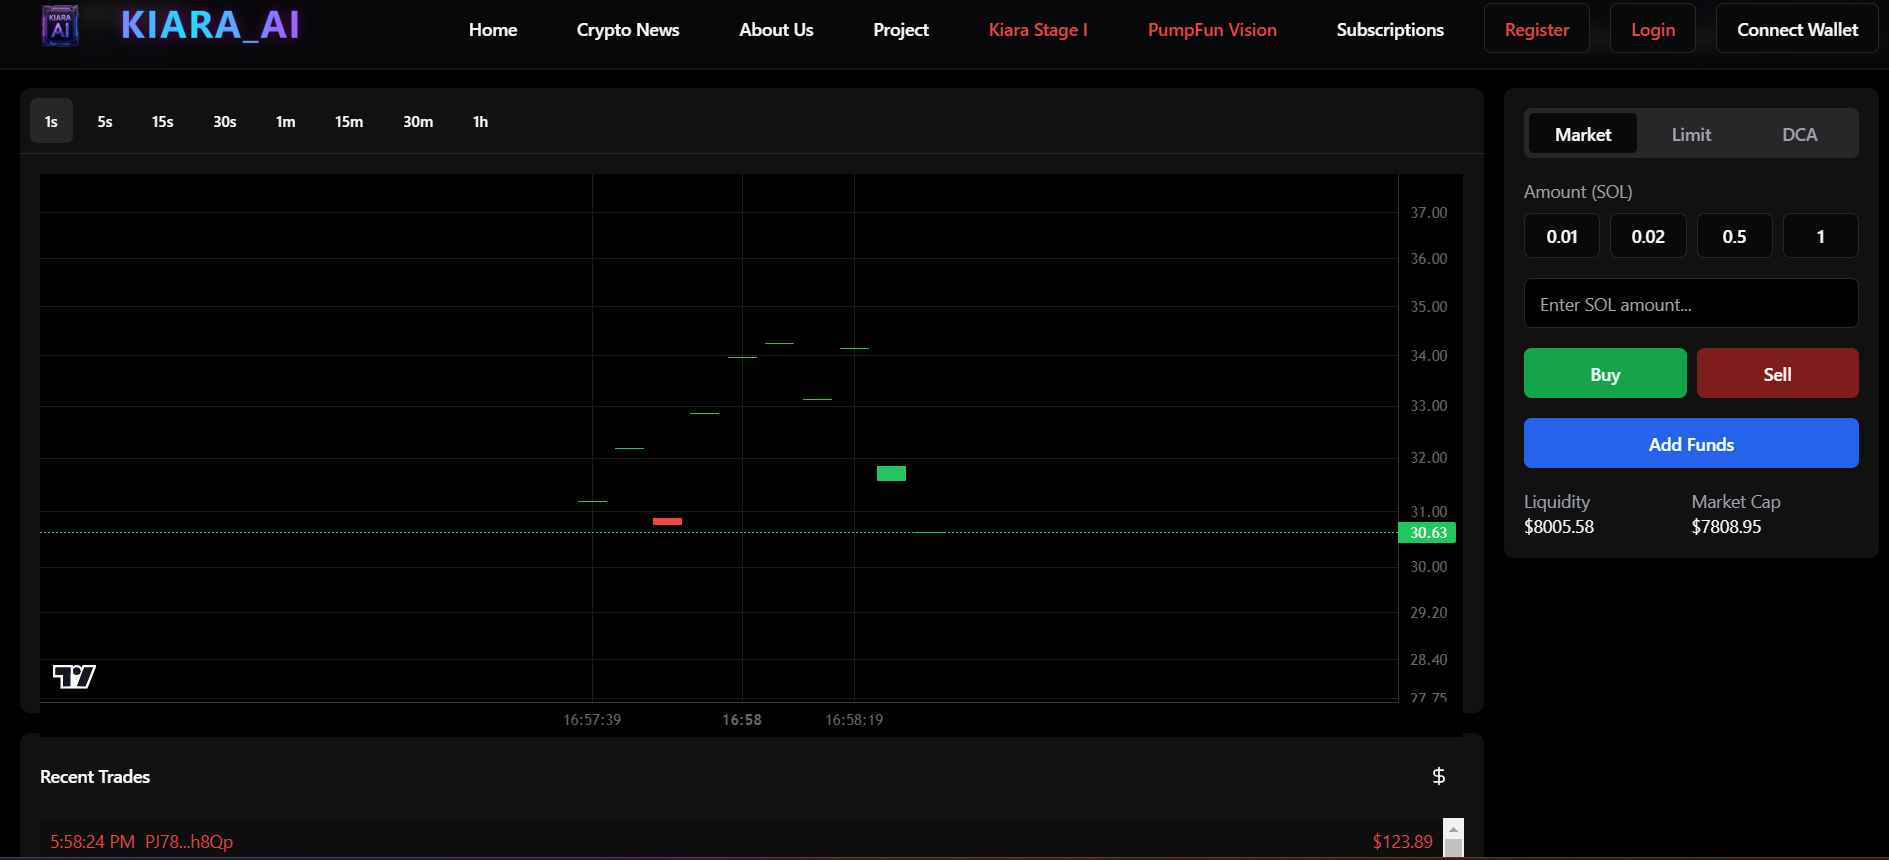 KIARA AI
KIARA_AI
Home Crypto News About Us Project Kiara Stage I PumpFun Vision Subscriptions Register Login Connect Wallet
1s 5s 15s 30s 1m 15m 30m 1h
37.00
36.00
35.00
34.00
33.00
32.00
31.00
30.63
30.00
29.20
28.40
27.75
16:57:39 16:58 16:58:19
Market Limit DCA
Amount (SOL)
0.01 0.02 0.5 1
Enter SOL amount...
Buy Sell
Add Funds
Liquidity Market Cap
$8005.58 $7808.95
Recent Trades $
5:58:24 PM PJ78...h8Qp $123.89